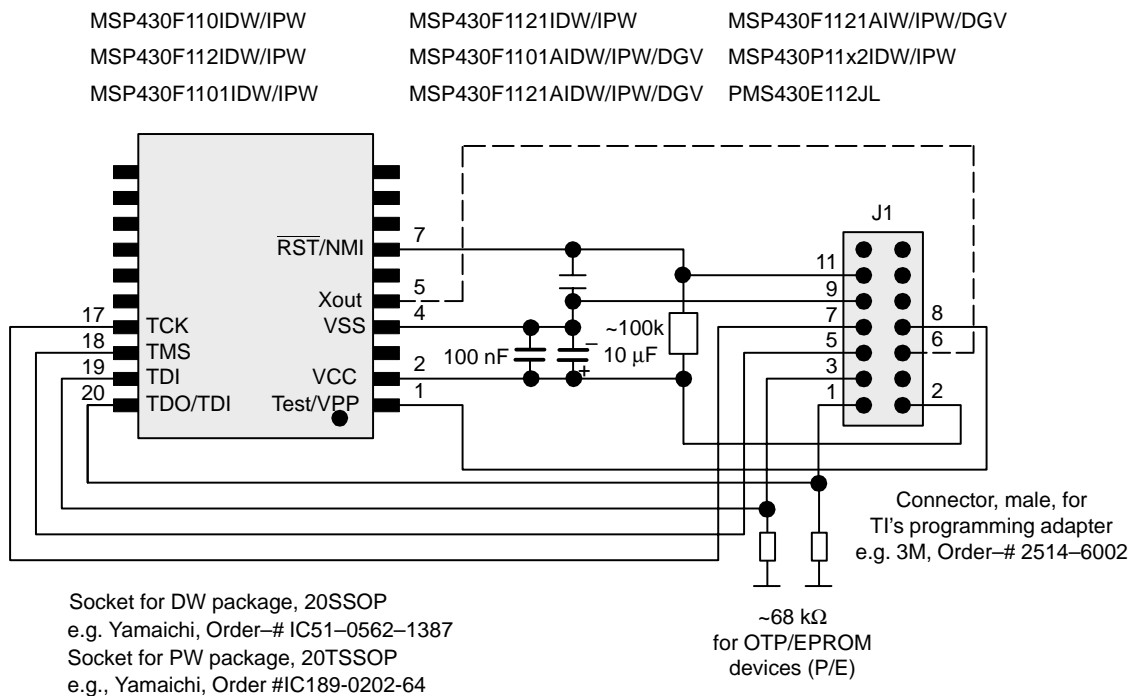 MSP430F110IDW/IPW MSP430F1121IDW/IPW MSP430F1121AIW/IPW/DGV
MSP430F112IDW/IPW MSP430F1101AIDW/IPW/DGV MSP430P11x2IDW/IPW
MSP430F1101IDW/IPW MSP430F1121AIDW/IPW/DGV PMS430E112JL
J1
RST/NMI 7
11
Xout 5
9
17 TCK VSS 4 ~100k 7 8
18 TMS 100 nF – 10 μF 5 6
19 TDI VCC 2 + 3
20 TDO/TDI Test/VPP 1 1 2
Connector, male, for
TI's programming adapter
e.g. 3M, Order–# 2514–6002
Socket for DW package, 20SSOP
e.g. Yamaichi, Order–# IC51–0562–1387
Socket for PW package, 20TSSOP
e.g., Yamaichi, Order #IC189-0202-64
~68 kΩ
for OTP/EPROM
devices (P/E)